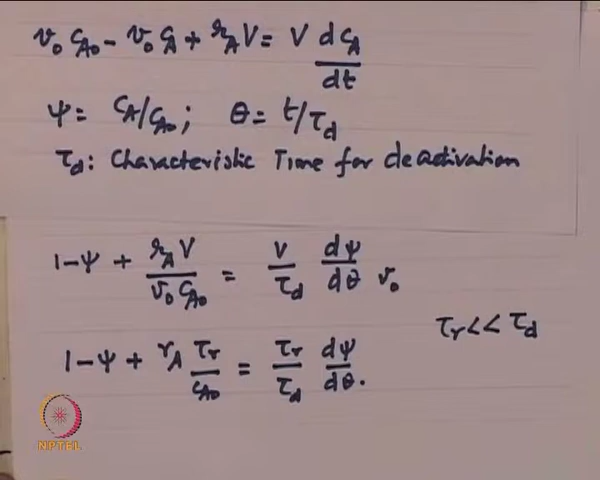 v₀ C_A₀ - v₀ C_A + r_A V = V dC_A/dt
ψ = C_A/C_A₀; θ = t/τ_d
τ_d: Characteristic Time for deactivation
1-ψ + r_A V/(v₀ C_A₀) = V/τ_d dψ/dθ v₀
τ_r << τ_d
1-ψ + r_A τ_r/C_A₀ = τ_r/τ_d dψ/dθ.
NPTEL